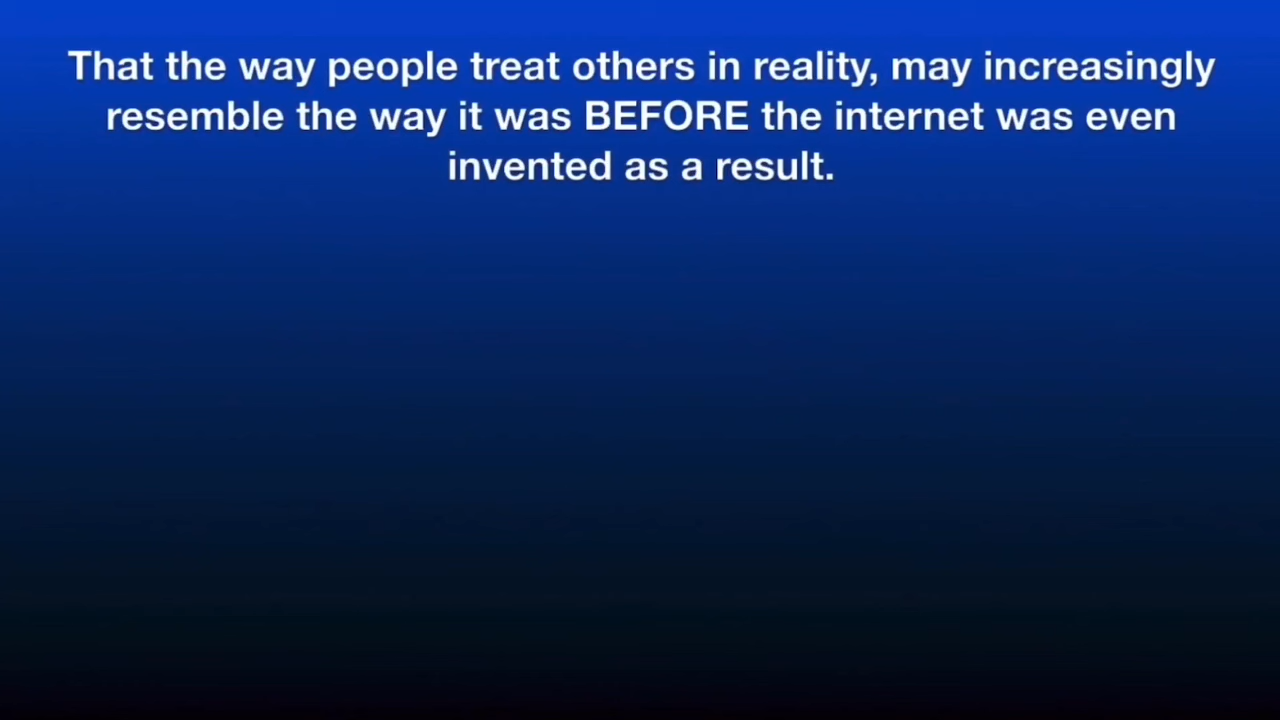 That the way people treat others in reality, may increasingly
resemble the way it was BEFORE the internet was even
invented as a result.